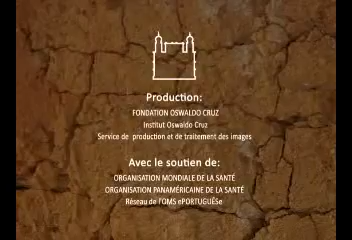 Production:
FONDATION OSWALDO CRUZ
Institut Oswaldo Cruz
Service de production et de traitement des images
Avec le soutien de:
ORGANISATION MONDIALE DE LA SANTÉ
ORGANISATION PANAMÉRICAINE DE LA SANTÉ
Réseau de l'OMS ePORTUGUÊSe